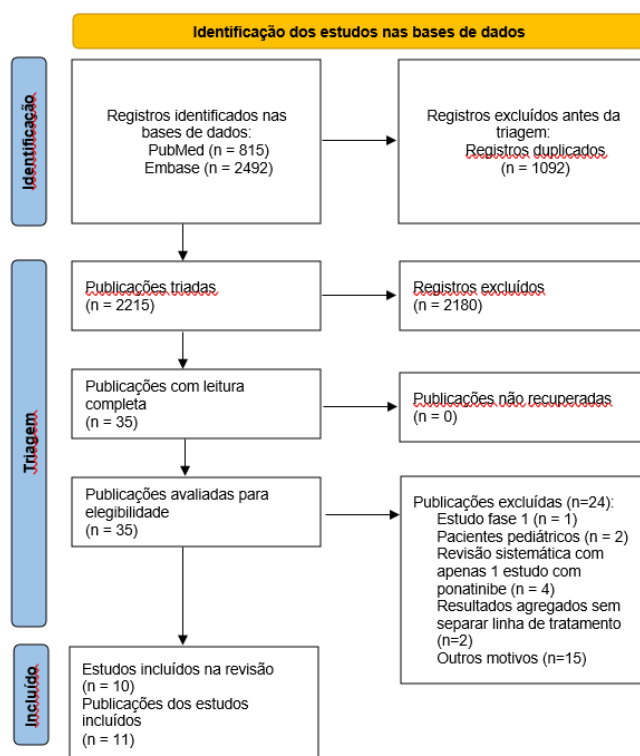 Identificação dos estudos nas bases de dados
Identificação
Registros identificados nas
bases de dados:
PubMed (n = 815)
Embase (n = 2492)
Registros excluídos antes da
triagem:
Registros duplicados
(n = 1092)
Triagem
Publicações triadas
(n = 2215)
Registros excluídos
(n = 2180)
Publicações com leitura
completa
(n = 35)
Publicações não recuperadas
(n = 0)
Publicações avaliadas para
elegibilidade
(n = 35)
Publicações excluídas (n=24):
Estudo fase 1 (n = 1)
Pacientes pediátricos (n = 2)
Revisão sistemática com
apenas 1 estudo com
ponatinibe (n = 4)
Resultados agregados sem
separar linha de tratamento
(n=2)
Outros motivos (n=15)
Incluído
Estudos incluídos na revisão
(n = 10)
Publicações dos estudos
incluídos
(n = 11)